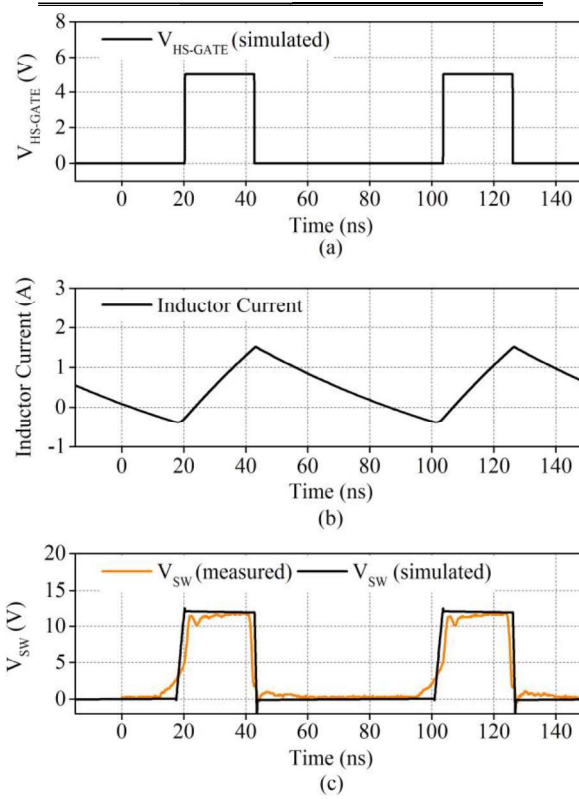 8
6
4
2
0
V_HS-GATE (V)
V_HS-GATE (simulated)
0 20 40 60 80 100 120 140
Time (ns)
(a)
3
2
1
0
-1
Inductor Current (A)
Inductor Current
0 20 40 60 80 100 120 140
Time (ns)
(b)
20
15
10
5
0
V_SW (V)
V_SW (measured) V_SW (simulated)
0 20 40 60 80 100 120 140
Time (ns)
(c)